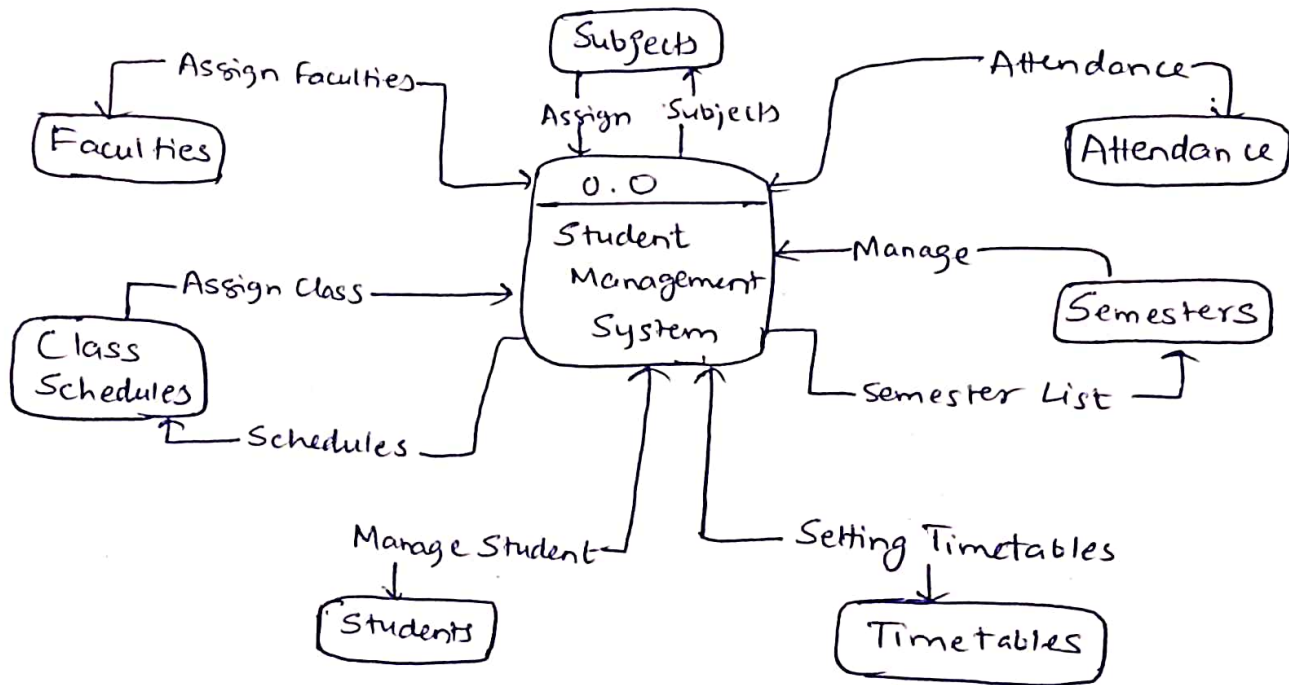 Subjects
Assign Faculties
Attendance
Assign Subjects
Faculties
Attendance
0.0
Student
Management
System
Manage
Assign Class
Semesters
Class
Schedules
Semester List
Schedules
Manage Student
Setting Timetables
Students
Timetables